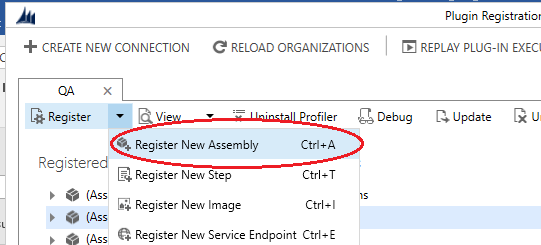 Plugin Registration
CREATE NEW CONNECTION RELOAD ORGANIZATIONS REPLAY PLUG-IN EXECU
QA ×
Register View Uninstall Profiler Debug Update Un
Register New Assembly Ctrl+A
Registered
Register New Step Ctrl+T
(Ass
(Ass
Register New Image Ctrl+I
(Ass
Register New Service Endpoint Ctrl+E